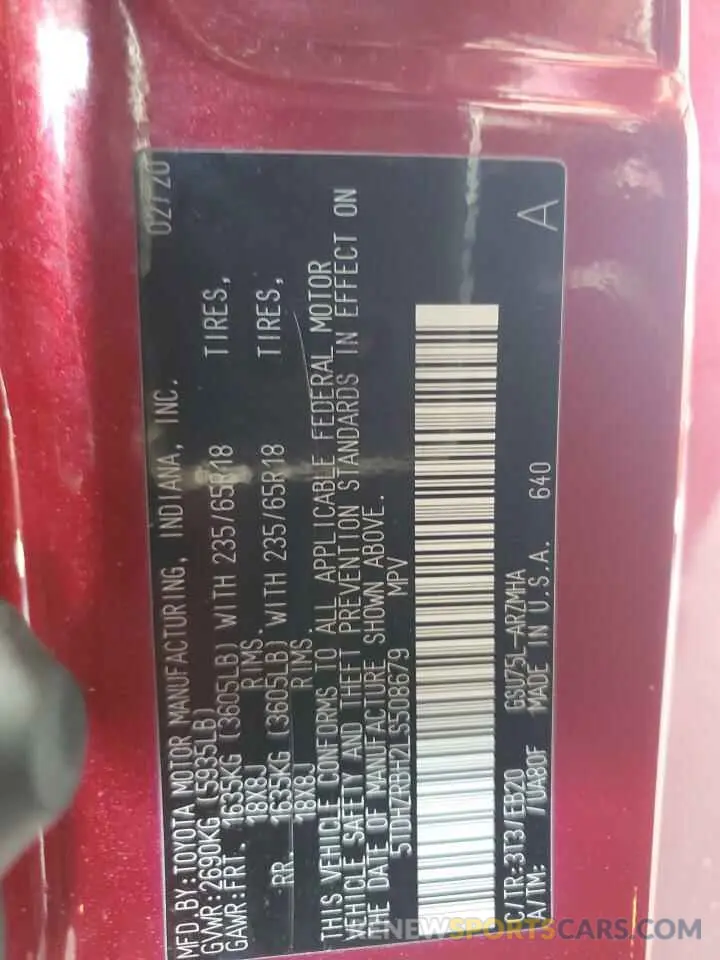 MFD.BY:TOYOTA MOTOR MANUFACTURING, INDIANA, INC. 02/20
GVWR:2690KG (5935LB)
GAWR:FRT. 1635KG (3605LB) WITH 235/65R18 TIRES,
18X8J RIMS.
RR. 1635KG (3605LB) WITH 235/65R18 TIRES,
18X8J RIMS.
THIS VEHICLE CONFORMS TO ALL APPLICABLE FEDERAL MOTOR
VEHICLE SAFETY AND THEFT PREVENTION STANDARDS IN EFFECT ON
THE DATE OF MANUFACTURE SHOWN ABOVE.
5TDHZRBH2LS508679 MPV
C/TR:3T3/EB20 GSU75L-ARZMHA
A/TM: /UA80F MADE IN U.S.A. 640 A
RENEWSPORTSCARS.COM